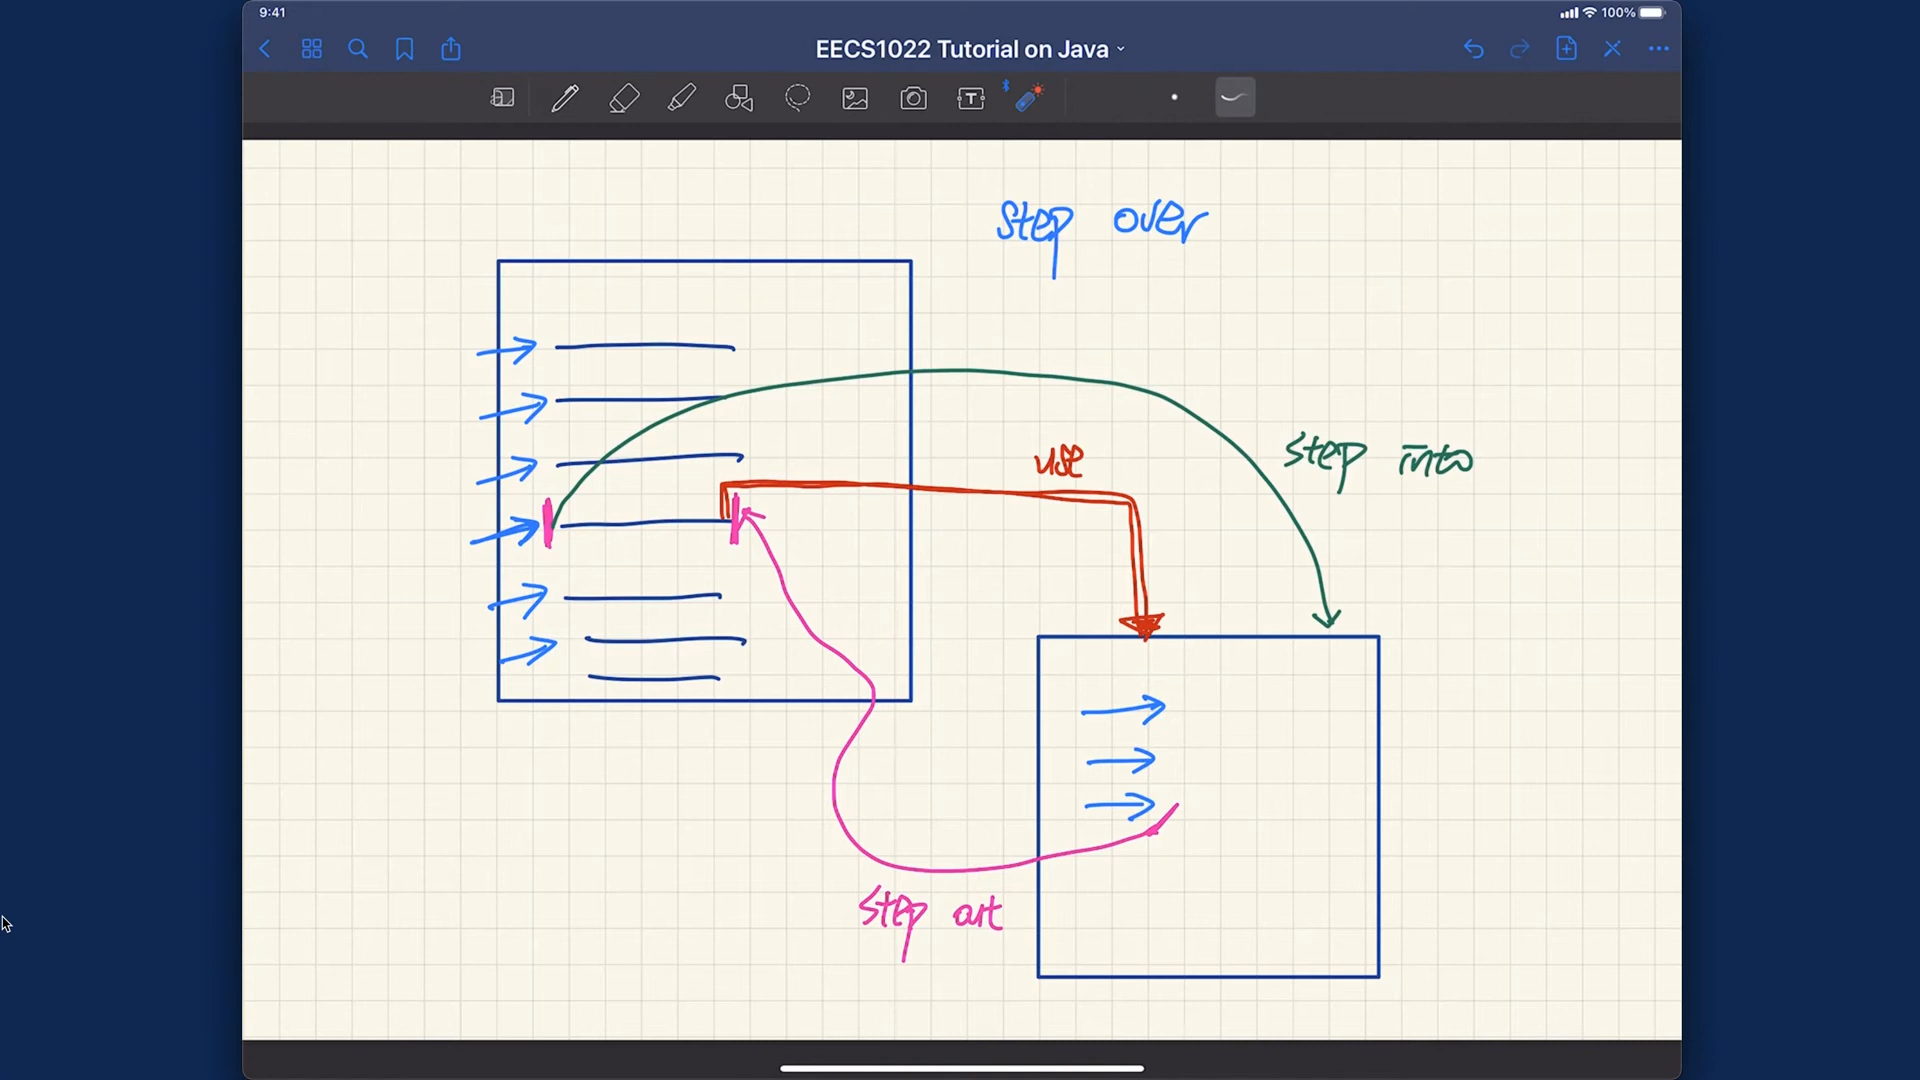 9:41
100%
EECS1022 Tutorial on Java
T
step over
use
step into
step out